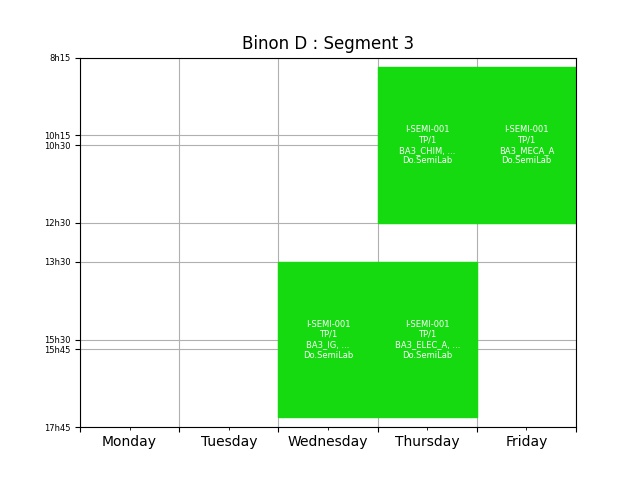 Binon D : Segment 3
8h15
10h15
10h30
12h30
13h30
15h30
15h45
17h45
I-SEMI-001
TP/1
BA3_CHIM, ...
Do.SemiLab
I-SEMI-001
TP/1
BA3_MECA_A
Do.SemiLab
I-SEMI-001
TP/1
BA3_IG, ...
Do.SemiLab
I-SEMI-001
TP/1
BA3_ELEC_A, ...
Do.SemiLab
Monday
Tuesday
Wednesday
Thursday
Friday